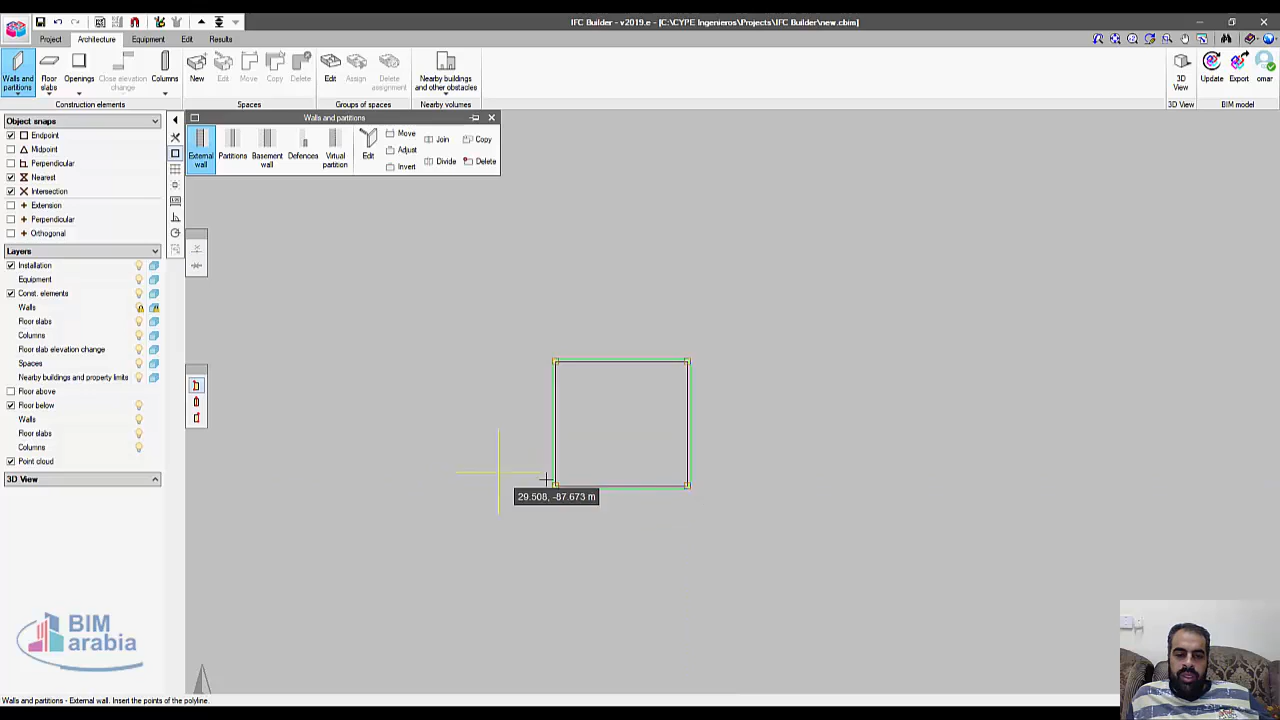 IFC Builder - v2019.e - [C:\CYPE Ingenieros\Projects\IFC Builder\new.cbim]
Project Architecture Equipment Edit Results
Walls and partitions
Floor slabs
Openings
Close elevation change
Columns
Construction elements
New Edit Move Copy Delete
Spaces
Edit Assign Delete assignment
Groups of spaces
Nearby buildings and other obstacles
Nearby volumes
3D View
3D View
Update Export omar
BIM model
Walls and partitions
External wall
Partitions
Basement wall
Defences
Virtual partition
Edit
Move
Adjust
Invert
Join
Divide
Copy
Delete
Object snaps
Endpoint
Midpoint
Perpendicular
Nearest
Intersection
Extension
Perpendicular
Orthogonal
Layers
Installation
Equipment
Const. elements
Walls
Floor slabs
Columns
Floor slab elevation change
Spaces
Nearby buildings and property limits
Floor above
Floor below
Walls
Floor slabs
Columns
Point cloud
3D View
29.508, -87.673 m
BIM
arabia
Walls and partitions - External wall. Insert the points of the polyline.